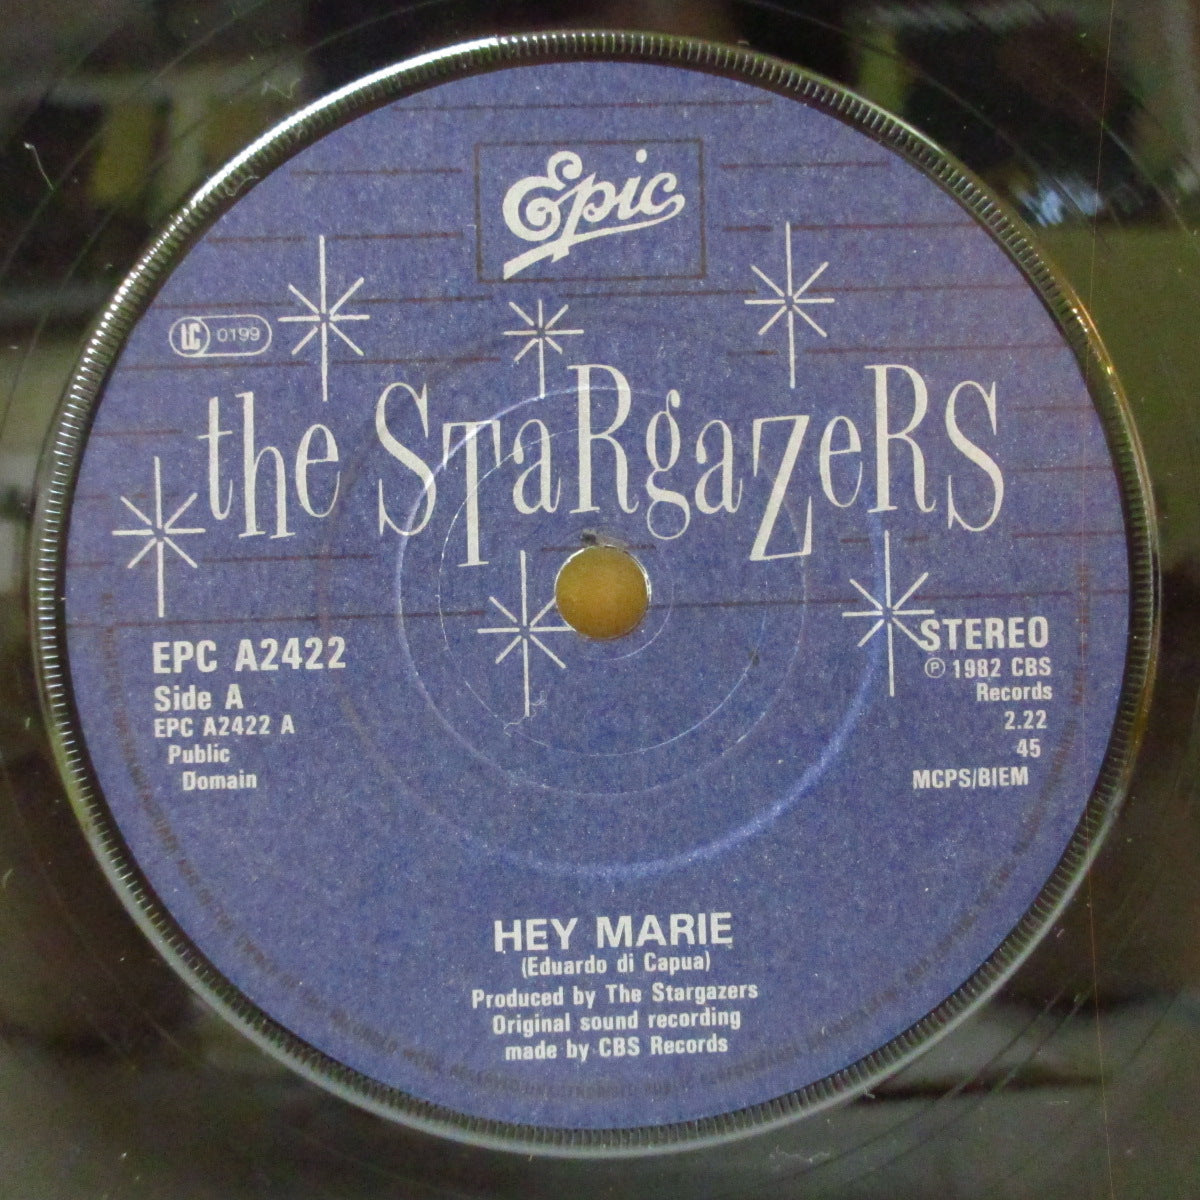 Epic
LC 0199
the STaRgaZeRS
EPC A2422
Side A
EPC A2422 A
Public
Domain
STEREO
Ⓟ 1982 CBS
Records
2.22
45
MCPS/BIEM
HEY MARIE
(Eduardo di Capua)
Produced by The Stargazers
Original sound recording
made by CBS Records